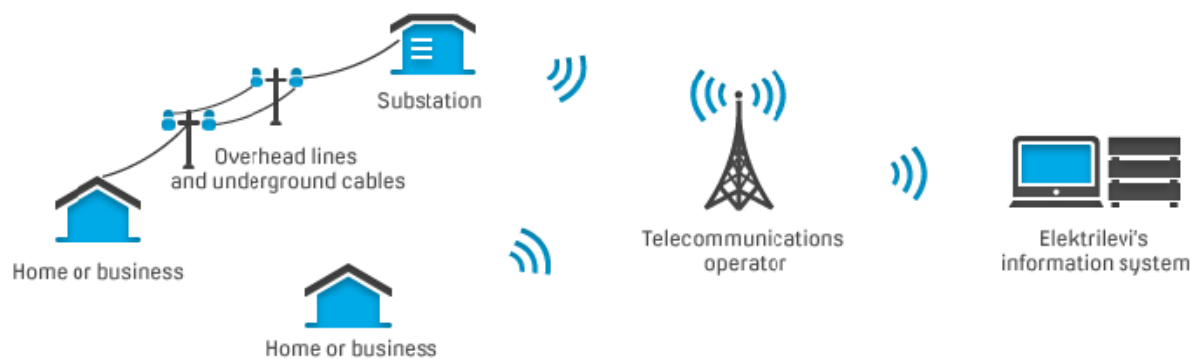 Substation
Overhead lines
and underground cables
Home or business
Home or business
Telecommunications
operator
Elektrilevi's
information system